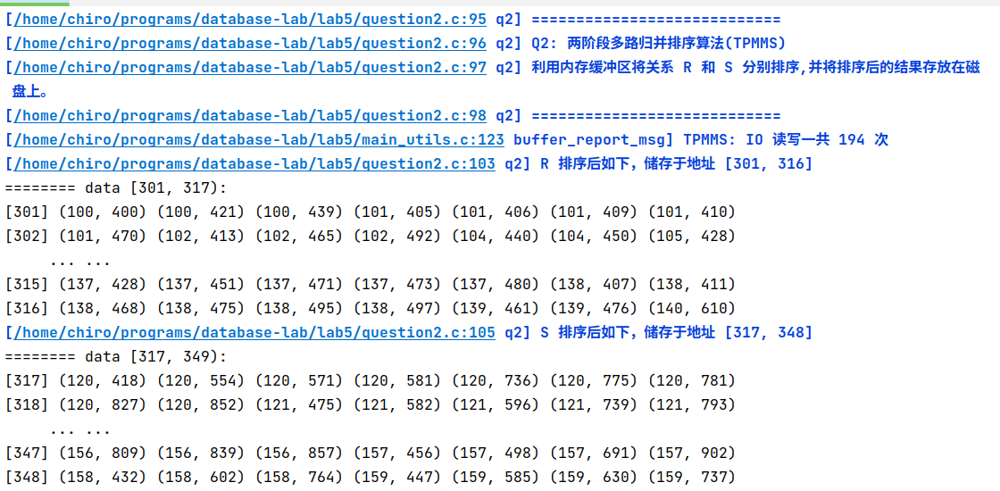 [/home/chiro/programs/database-lab/lab5/question2.c:95 q2] ============================
[/home/chiro/programs/database-lab/lab5/question2.c:96 q2] Q2: 两阶段多路归并排序算法(TPMMS)
[/home/chiro/programs/database-lab/lab5/question2.c:97 q2] 利用内存缓冲区将关系 R 和 S 分别排序,并将排序后的结果存放在磁
盘上。
[/home/chiro/programs/database-lab/lab5/question2.c:98 q2] ============================
[/home/chiro/programs/database-lab/lab5/main_utils.c:123 buffer_report_msg] TPMMS: IO 读写一共 194 次
[/home/chiro/programs/database-lab/lab5/question2.c:103 q2] R 排序后如下，储存于地址 [301, 316]
======== data [301, 317):
[301] (100, 400) (100, 421) (100, 439) (101, 405) (101, 406) (101, 409) (101, 410)
[302] (101, 470) (102, 413) (102, 465) (102, 492) (104, 440) (104, 450) (105, 428)
... ...
[315] (137, 428) (137, 451) (137, 471) (137, 473) (137, 480) (138, 407) (138, 411)
[316] (138, 468) (138, 475) (138, 495) (138, 497) (139, 461) (139, 476) (140, 610)
[/home/chiro/programs/database-lab/lab5/question2.c:105 q2] S 排序后如下，储存于地址 [317, 348]
======== data [317, 349):
[317] (120, 418) (120, 554) (120, 571) (120, 581) (120, 736) (120, 775) (120, 781)
[318] (120, 827) (120, 852) (121, 475) (121, 582) (121, 596) (121, 739) (121, 793)
... ...
[347] (156, 809) (156, 839) (156, 857) (157, 456) (157, 498) (157, 691) (157, 902)
[348] (158, 432) (158, 602) (158, 764) (159, 447) (159, 585) (159, 630) (159, 737)